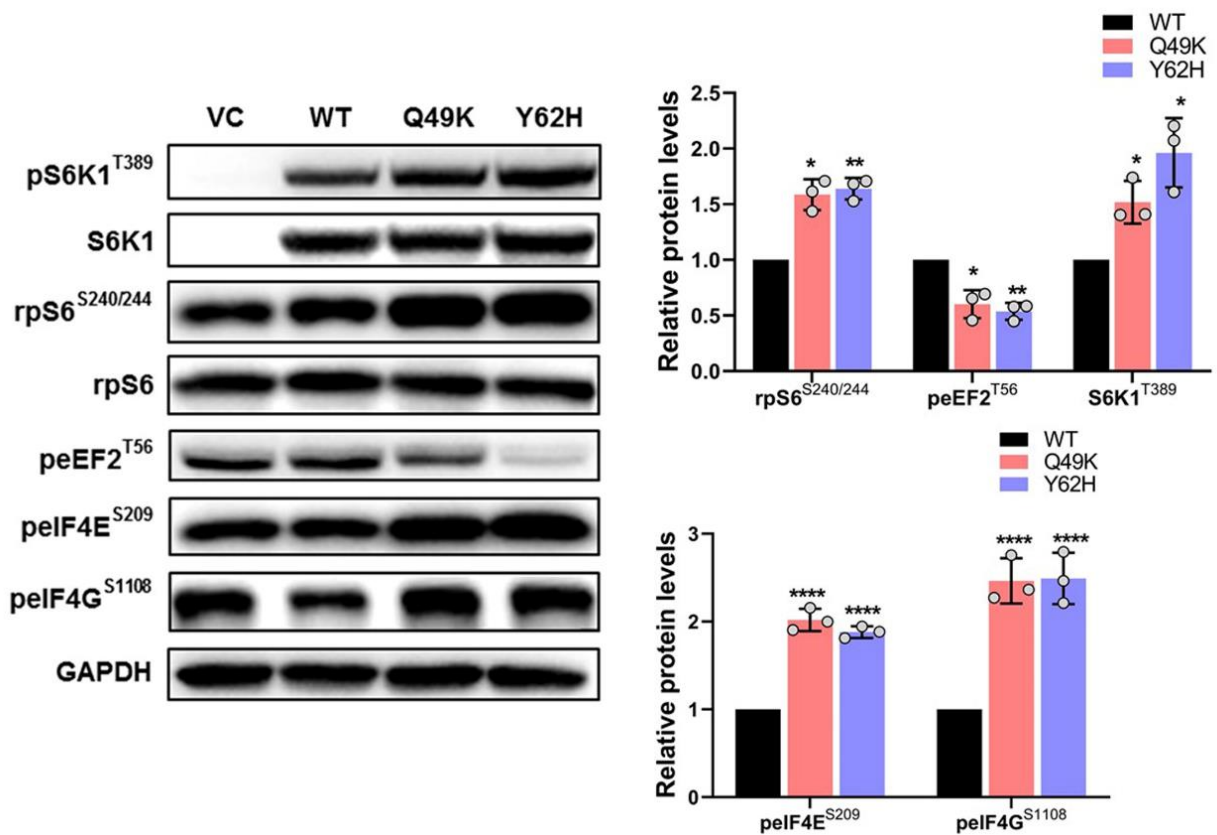 VC WT Q49K Y62H
pS6K1T389
S6K1
rpS6S240/244
rpS6
peEF2T56
peIF4ES209
peIF4GS1108
GAPDH
WT
Q49K
Y62H
Relative protein levels
2.5
2.0
1.5
1.0
0.5
0.0
* ** * ** * *
rpS6S240/244 peEF2T56 S6K1T389
WT
Q49K
Y62H
Relative protein levels
3
2
1
0
**** **** **** ****
peIF4ES209 peIF4GS1108